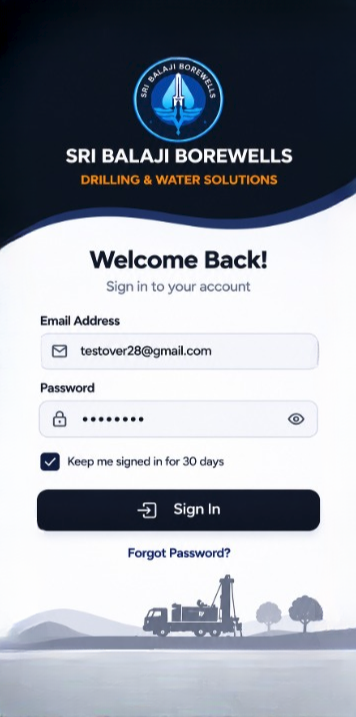 SRI BALAJI BOREWELLS
SRI BALAJI BOREWELLS
DRILLING & WATER SOLUTIONS
Welcome Back!
Sign in to your account
Email Address
testover28@gmail.com
Password
Keep me signed in for 30 days
Sign In
Forgot Password?